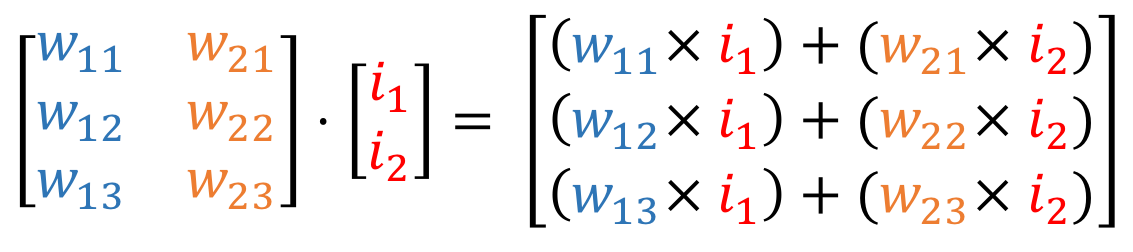 [w₁₁ w₂₁
w₁₂ w₂₂
w₁₃ w₂₃] · [i₁
i₂] = [(w₁₁ × i₁) + (w₂₁ × i₂)
(w₁₂ × i₁) + (w₂₂ × i₂)
(w₁₃ × i₁) + (w₂₃ × i₂)]